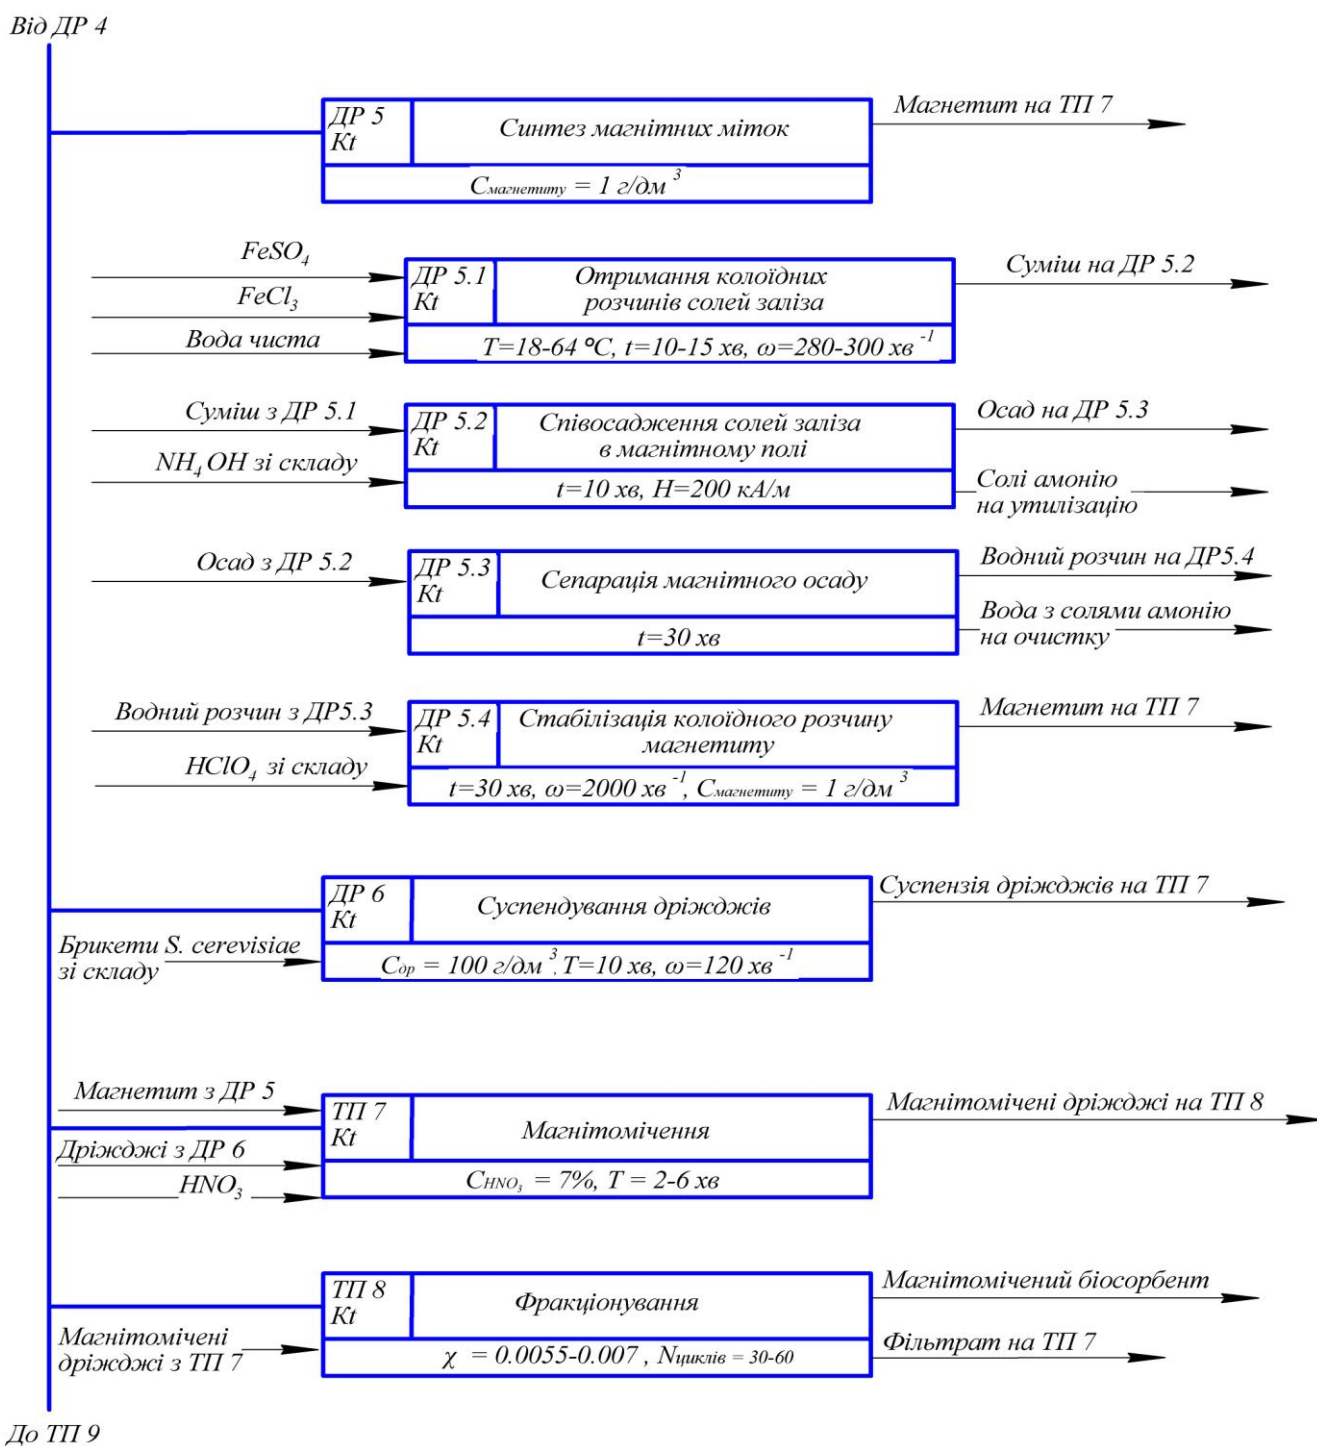 Від ДР 4
ДР 5
Kt
Синтез магнітних міток
Смагнетиту = 1 г/дм ³
Магнетит на ТП 7
FeSO₄
FeCl₃
Вода чиста
ДР 5.1
Kt
Отримання колоїдних
розчинів солей заліза
T=18-64 °C, t=10-15 хв, ω=280-300 хв ⁻¹
Суміш на ДР 5.2
Суміш з ДР 5.1
NH₄OH зі складу
ДР 5.2
Kt
Співосадження солей заліза
в магнітному полі
t=10 хв, H=200 кА/м
Осад на ДР 5.3
Солі амонію
на утилізацію
Осад з ДР 5.2
ДР 5.3
Kt
Сепарація магнітного осаду
t=30 хв
Водний розчин на ДР5.4
Вода з солями амонію
на очистку
Водний розчин з ДР5.3
HClO₄ зі складу
ДР 5.4
Kt
Стабілізація колоїдного розчину
магнетиту
t=30 хв, ω=2000 хв ⁻¹, Смагнетиту = 1 г/дм ³
Магнетит на ТП 7
ДР 6
Kt
Суспендування дріжджів
Сдр = 100 г/дм ³, T=10 хв, ω=120 хв ⁻¹
Брикети S. cerevisiae
зі складу
Суспензія дріжджів на ТП 7
Магнетит з ДР 5
Дріжджі з ДР 6
HNO₃
ТП 7
Kt
Магнітомічення
CHNO₃ = 7%, T = 2-6 хв
Магнітомічені дріжджі на ТП 8
ТП 8
Kt
Фракціонування
χ = 0.0055-0.007 , Nциклів = 30-60
Магнітомічені
дріжджі з ТП 7
Магнітомічений біосорбент
Фільтрат на ТП 7
До ТП 9